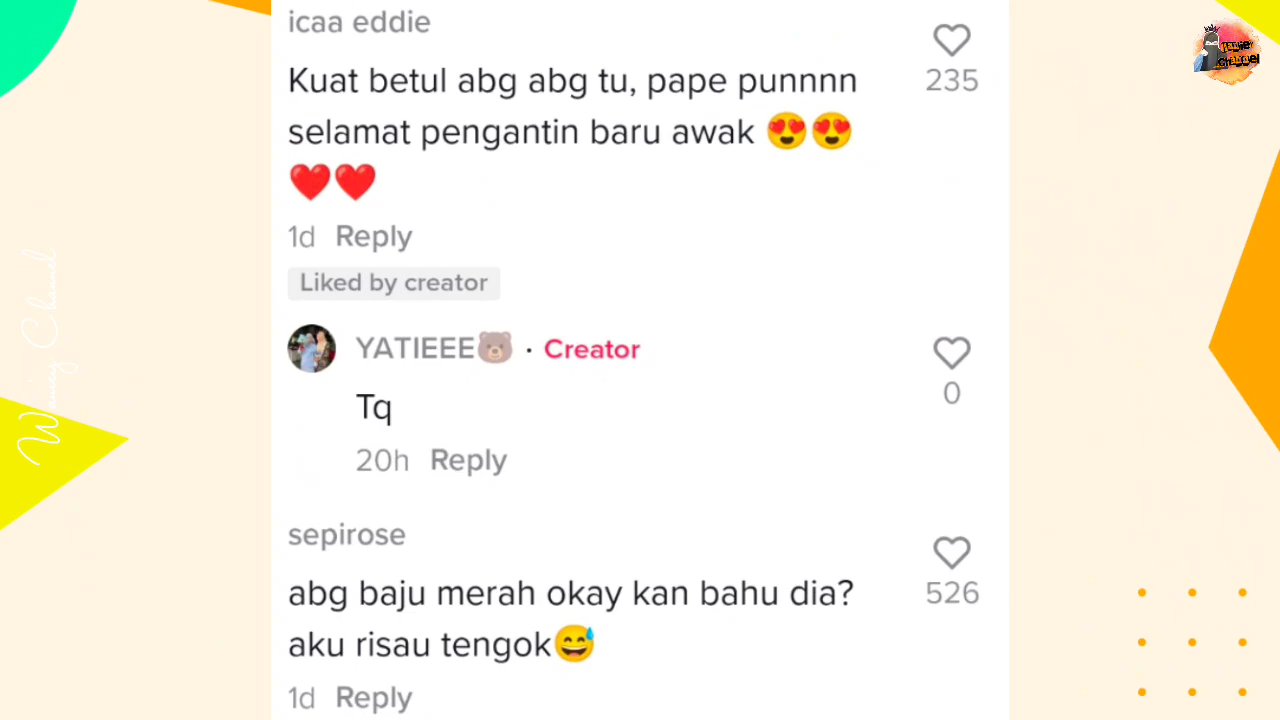 icaa eddie
235
Kuat betul abg abg tu, pape punnnn
selamat pengantin baru awak 😍😍
❤️❤️
1d Reply
Liked by creator
YATIEEE🐻 · Creator
0
Tq
20h Reply
sepirose
526
abg baju merah okay kan bahu dia?
aku risau tengok😅
1d Reply
Channel